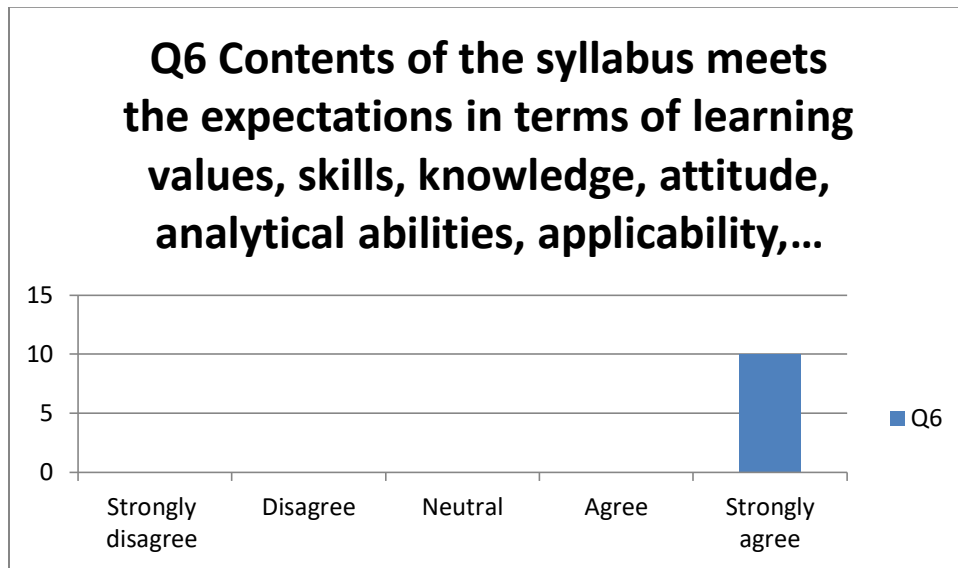 Q6 Contents of the syllabus meets
the expectations in terms of learning
values, skills, knowledge, attitude,
analytical abilities, applicability,...
15
10
5
0
Q6
Strongly disagree
Disagree
Neutral
Agree
Strongly agree